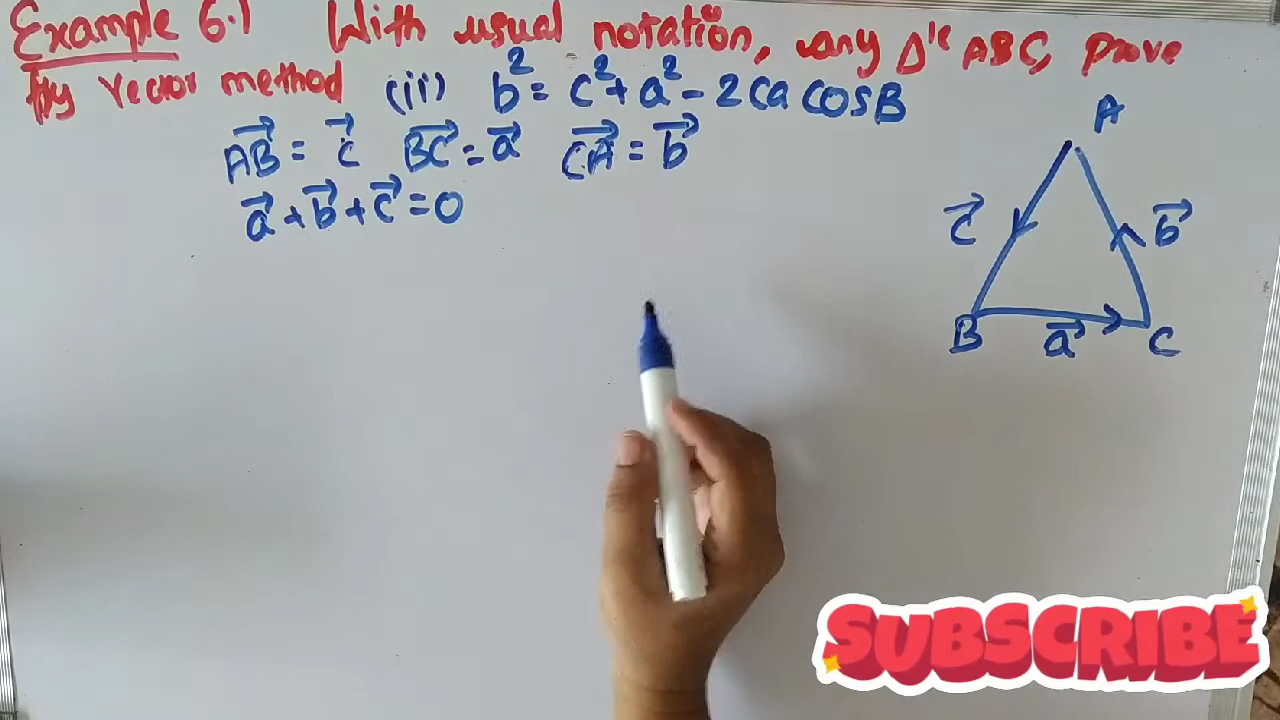 Example 6.1 With usual notation, any Δ'le ABC, prove
by vector method (ii) b² = c² + a² - 2ca cosB
A
AB⃗ = c⃗ BC⃗ = a⃗ CA⃗ = b⃗
a⃗ + b⃗ + c⃗ = 0
c⃗ b⃗
B a⃗ C
SUBSCRIBE